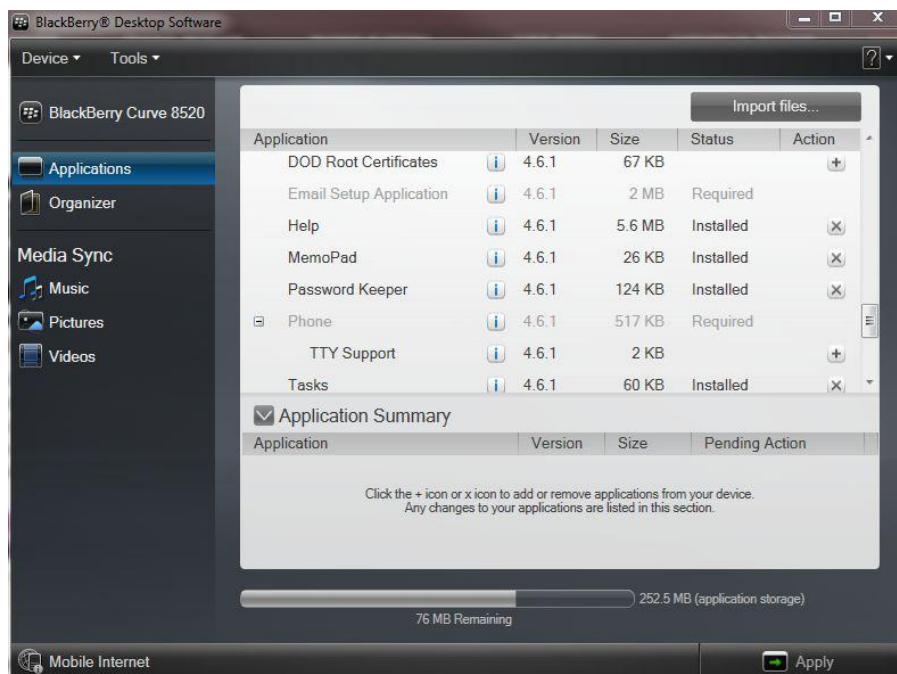 BlackBerry® Desktop Software
Device Tools ?
BlackBerry Curve 8520
Applications
Organizer
Media Sync
Music
Pictures
Videos
Import files...
Application Version Size Status Action
DOD Root Certificates i 4.6.1 67 KB +
Email Setup Application i 4.6.1 2 MB Required
Help i 4.6.1 5.6 MB Installed x
MemoPad i 4.6.1 26 KB Installed x
Password Keeper i 4.6.1 124 KB Installed x
Phone i 4.6.1 517 KB Required
TTY Support i 4.6.1 2 KB +
Tasks i 4.6.1 60 KB Installed x
Application Summary
Application Version Size Pending Action
Click the + icon or x icon to add or remove applications from your device.
Any changes to your applications are listed in this section.
252.5 MB (application storage)
76 MB Remaining
Mobile Internet Apply